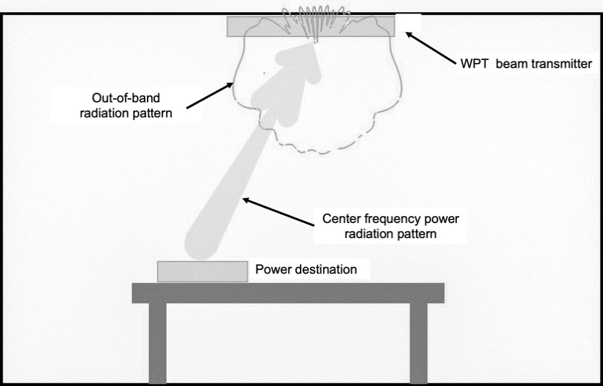 WPT beam transmitter
Out-of-band
radiation pattern
Center frequency power
radiation pattern
Power destination